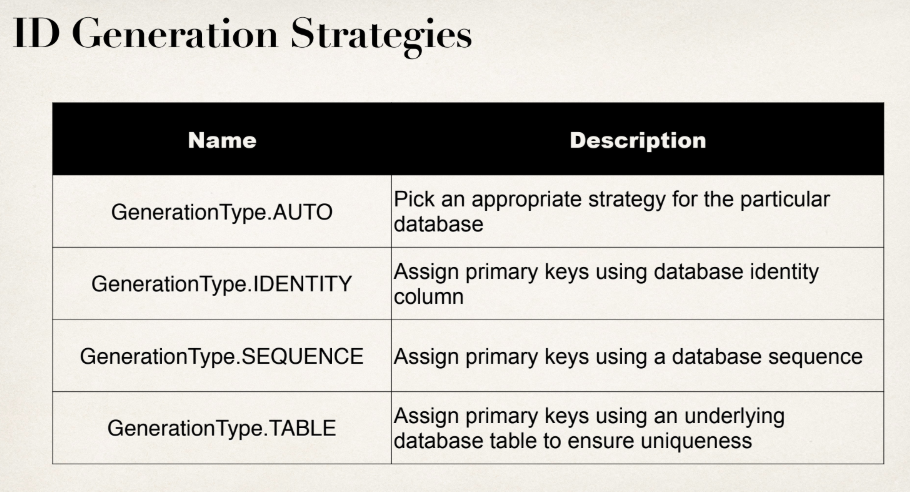 ID Generation Strategies
Name
Description
GenerationType.AUTO
Pick an appropriate strategy for the particular
database
GenerationType.IDENTITY
Assign primary keys using database identity
column
GenerationType.SEQUENCE
Assign primary keys using a database sequence
GenerationType.TABLE
Assign primary keys using an underlying
database table to ensure uniqueness